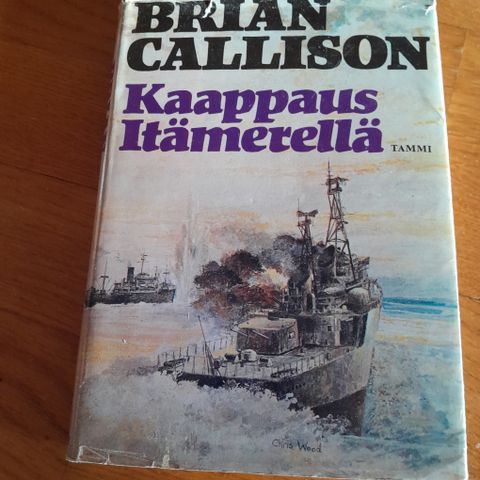 BRIAN
CALLISON
Kaappaus
Itämerellä TAMMI
Chris Wood